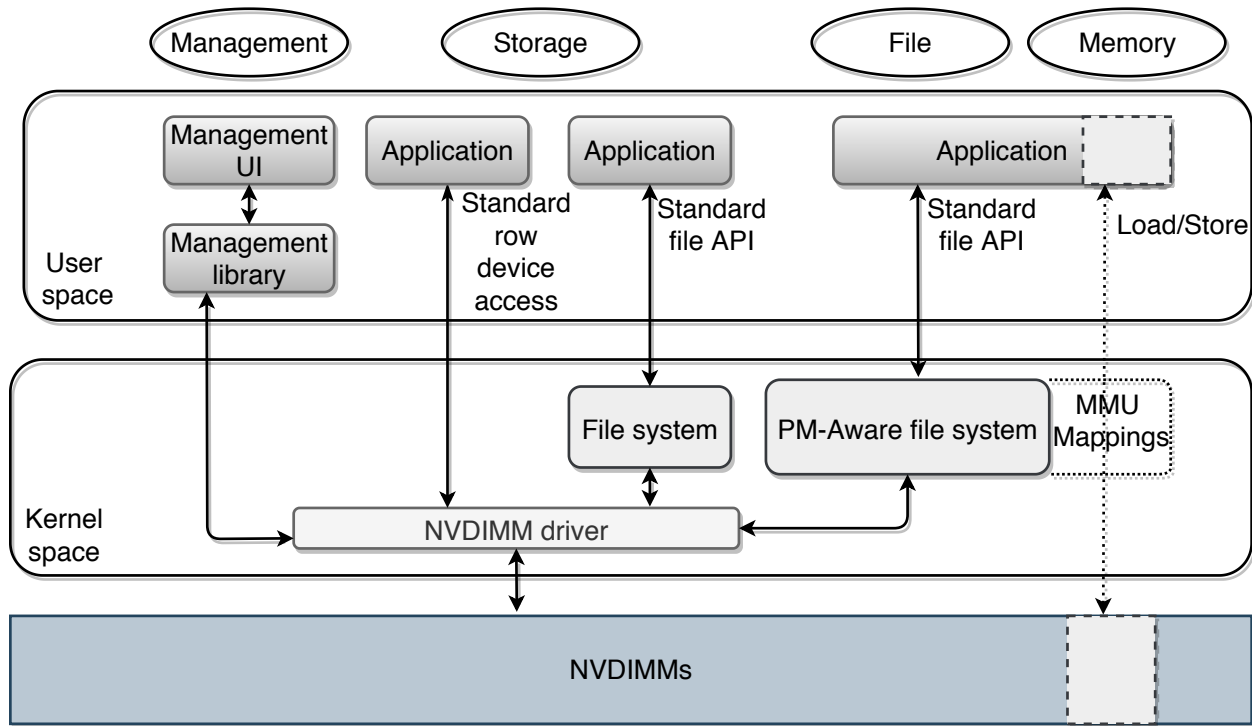 Management
Storage
File
Memory
Management
UI
Application
Application
Application
Standard
row
device
access
Standard
file API
Standard
file API
Load/Store
Management
library
User
space
File system
PM-Aware file system
MMU
Mappings
Kernel
space
NVDIMM driver
NVDIMMs